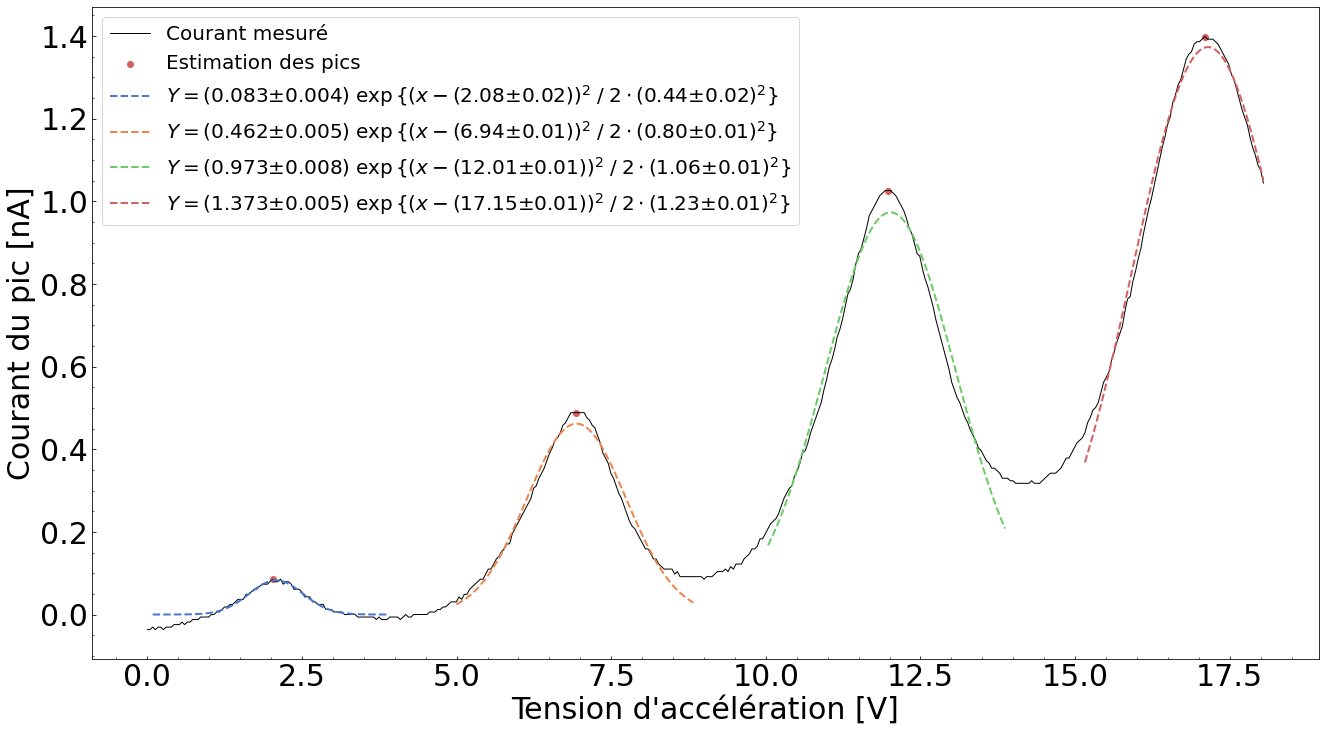 Courant mesuré
Estimation des pics
Y = (0.083±0.004) exp {(x − (2.08±0.02))² / 2 · (0.44±0.02)²}
Y = (0.462±0.005) exp {(x − (6.94±0.01))² / 2 · (0.80±0.01)²}
Y = (0.973±0.008) exp {(x − (12.01±0.01))² / 2 · (1.06±0.01)²}
Y = (1.373±0.005) exp {(x − (17.15±0.01))² / 2 · (1.23±0.01)²}
Courant du pic [nA]
1.4
1.2
1.0
0.8
0.6
0.4
0.2
0.0
0.0 2.5 5.0 7.5 10.0 12.5 15.0 17.5
Tension d'accélération [V]